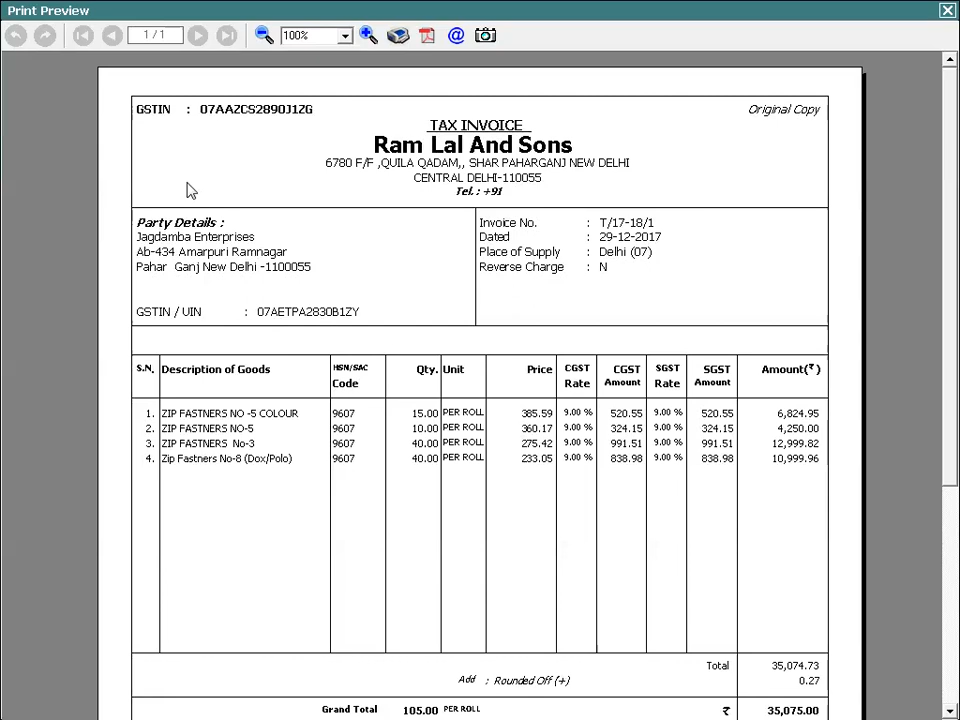 Print Preview
1 / 1
100%
GSTIN : 07AAZCS2890J1ZG
Original Copy
TAX INVOICE
Ram Lal And Sons
6780 F/F ,QUILA QADAM,, SHAR PAHARGANJ NEW DELHI
CENTRAL DELHI-110055
Tel. : +91
Party Details :
Jagdamba Enterprises
Ab-434 Amarpuri Ramnagar
Pahar Ganj New Delhi -1100055
GSTIN / UIN : 07AETPA2830B1ZY
Invoice No. : T/17-18/1
Dated : 29-12-2017
Place of Supply : Delhi (07)
Reverse Charge : N
S.N. Description of Goods HSN/SAC Code Qty. Unit Price CGST Rate CGST Amount SGST Rate SGST Amount Amount(₹)
1. ZIP FASTNERS NO -5 COLOUR 9607 15.00 PER ROLL 385.59 9.00 % 520.55 9.00 % 520.55 6,824.95
2. ZIP FASTNERS NO-5 9607 10.00 PER ROLL 360.17 9.00 % 324.15 9.00 % 324.15 4,250.00
3. ZIP FASTNERS No-3 9607 40.00 PER ROLL 275.42 9.00 % 991.51 9.00 % 991.51 12,999.82
4. Zip Fastners No-8 (Dox/Polo) 9607 40.00 PER ROLL 233.05 9.00 % 838.98 9.00 % 838.98 10,999.96
Total 35,074.73
Add : Rounded Off (+) 0.27
Grand Total 105.00 PER ROLL ₹ 35,075.00